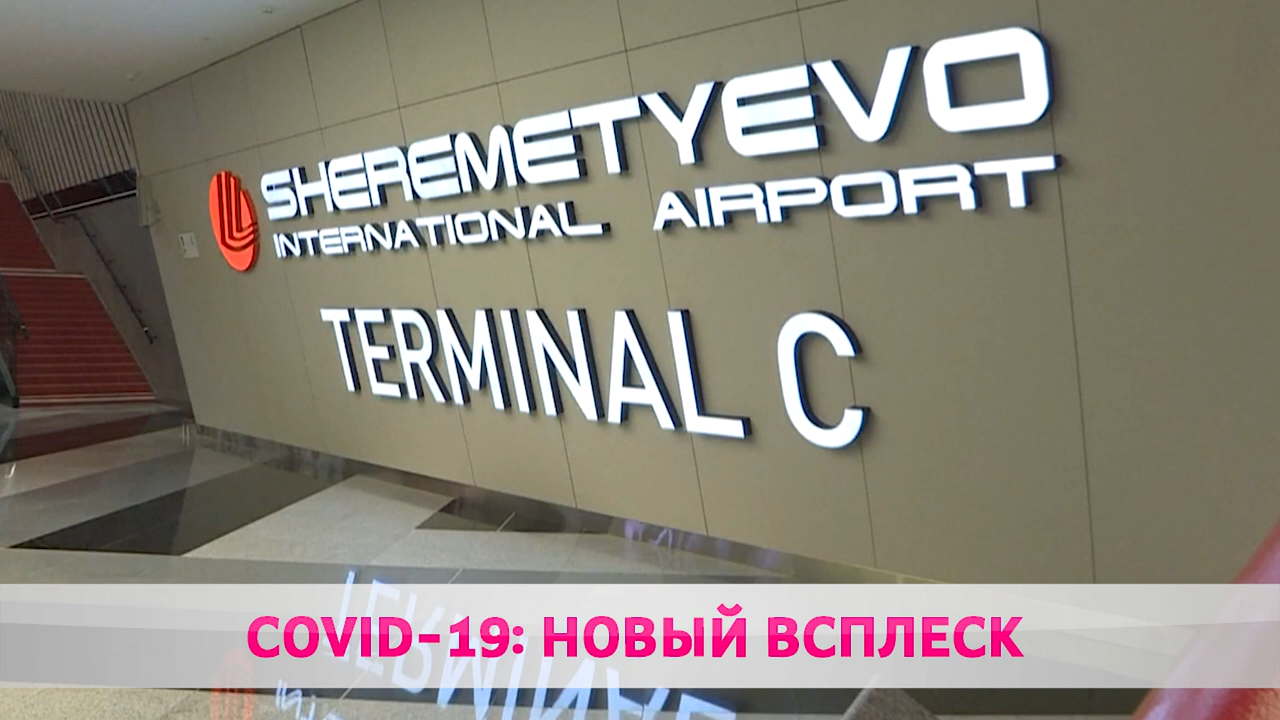 SHEREMETYEVO
INTERNATIONAL AIRPORT
TERMINAL C
COVID-19: НОВЫЙ ВСПЛЕСК